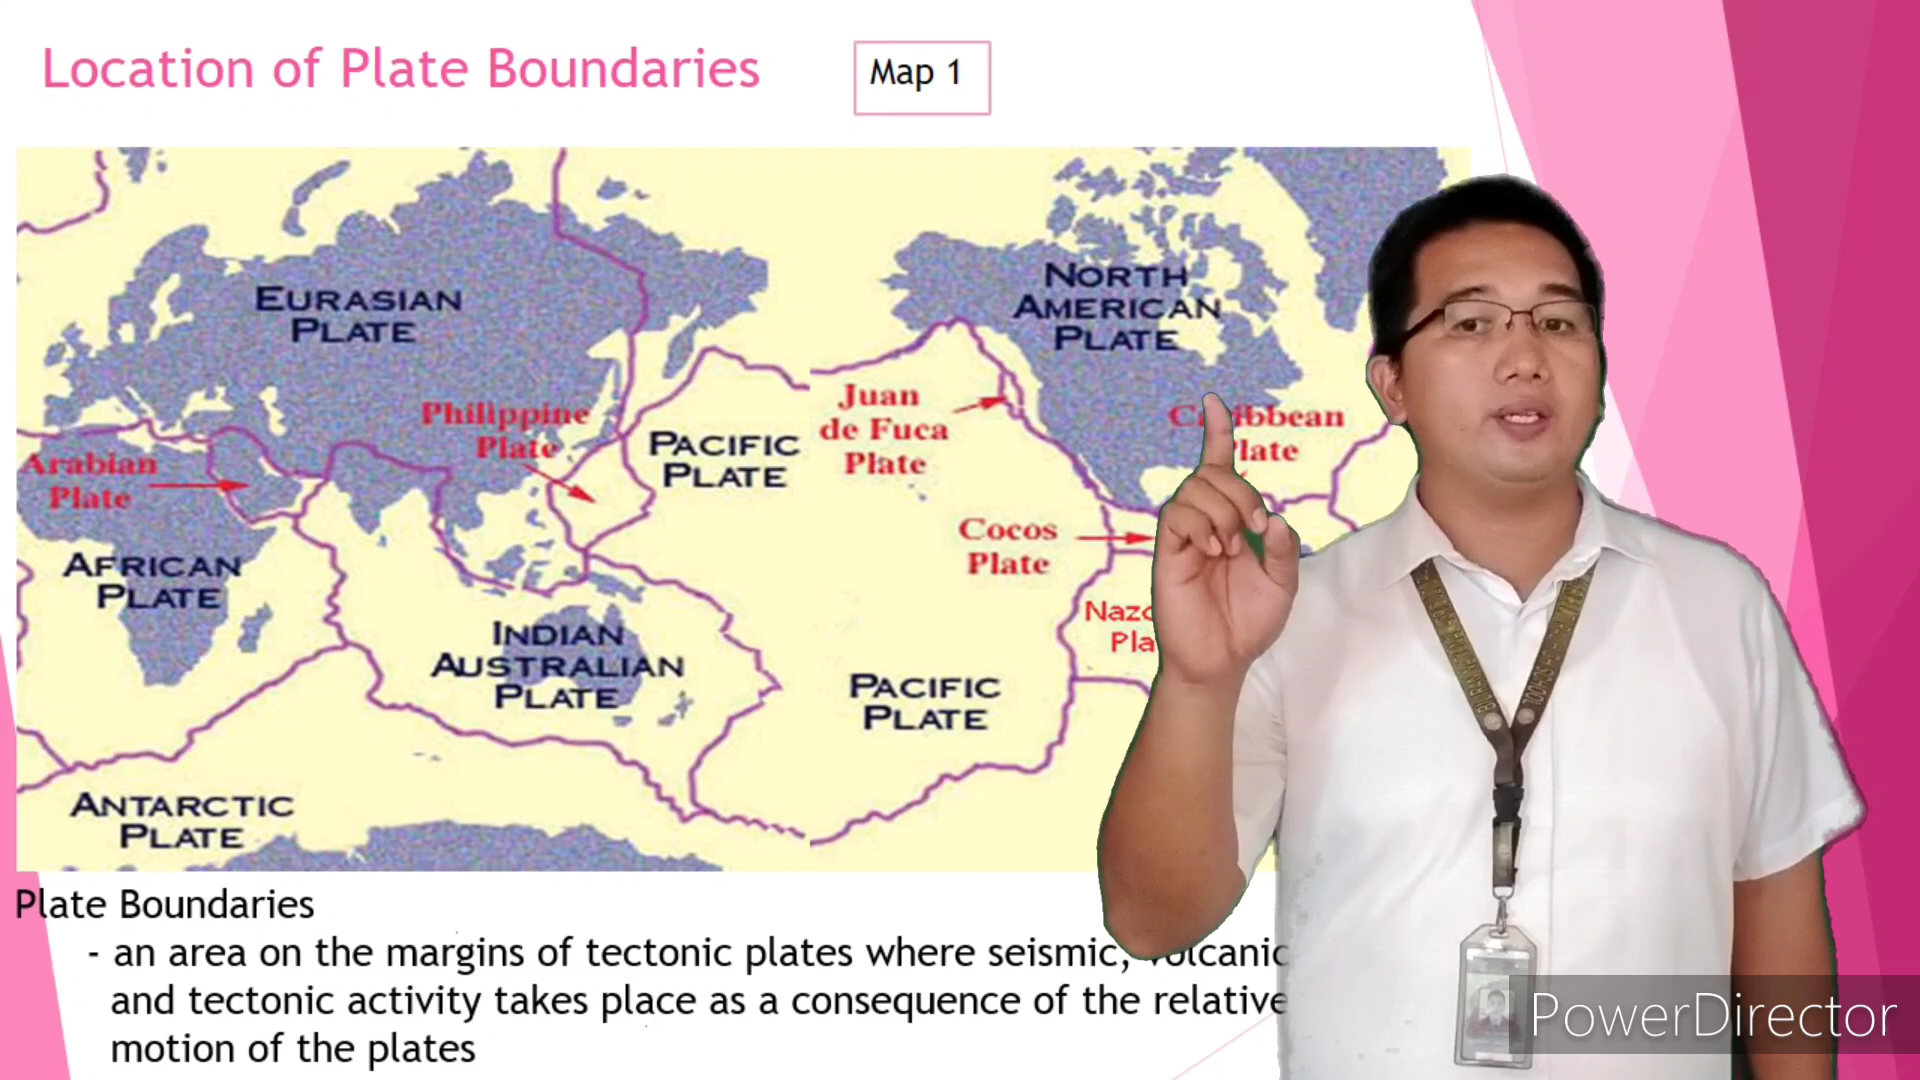 Location of Plate Boundaries
Map 1
EURASIAN
PLATE
NORTH
AMERICAN
PLATE
Philippine
Plate
PACIFIC
PLATE
Juan
de Fuca
Plate
Arabian
Plate
Cocos
Plate
AFRICAN
PLATE
INDIAN
AUSTRALIAN
PLATE
PACIFIC
PLATE
ANTARCTIC
PLATE
Plate Boundaries
- an area on the margins of tectonic plates where seismic, volcanic
and tectonic activity takes place as a consequence of the relative
motion of the plates
PowerDirector